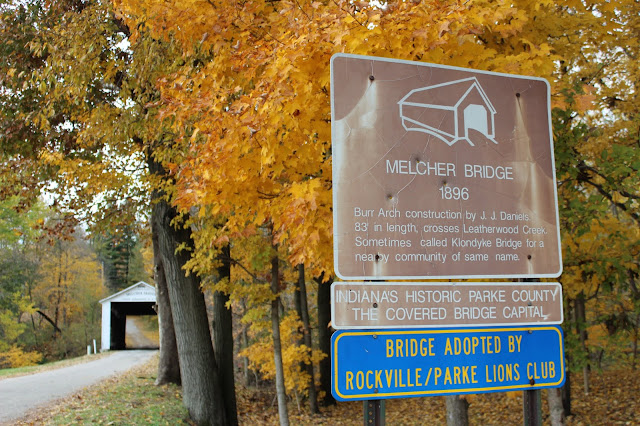 MELCHER BRIDGE
1896
Burr Arch construction by J. J. Daniels
83' in length, crosses Leatherwood Creek.
Sometimes called Klondyke Bridge for a
nearby community of same name.
INDIANA'S HISTORIC PARKE COUNTY
THE COVERED BRIDGE CAPITAL
BRIDGE ADOPTED BY
ROCKVILLE/PARKE LIONS CLUB